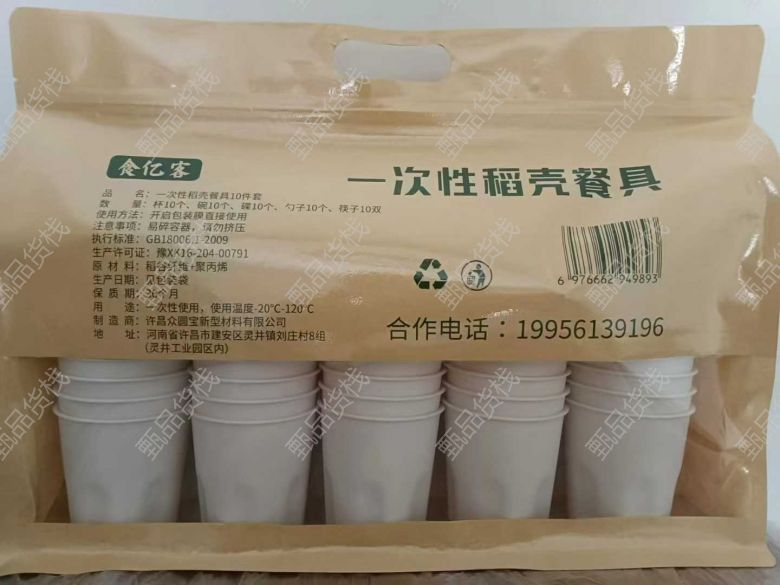 食亿客
一次性稻壳餐具
品 名：一次性稻壳餐具10件套
数 量：杯10个、碗10个、碟10个、勺子10个、筷子10双
使用方法：开启包装膜直接使用
注意事项：易碎容器，请勿挤压
执行标准：GB18006.1-2009
生产许可证：豫XK16-204-00791
原 材 料：稻谷纤维+聚丙烯
生产日期：见包装袋
保 质 期：36个月
用 途：一次性使用，使用温度-20℃-120℃
制 造 商：许昌众圆宝新型材料有限公司
地 址：河南省许昌市建安区灵井镇刘庄村8组
（灵井工业园区内）
6 976662 949893
合作电话：19956139196
甄品货栈